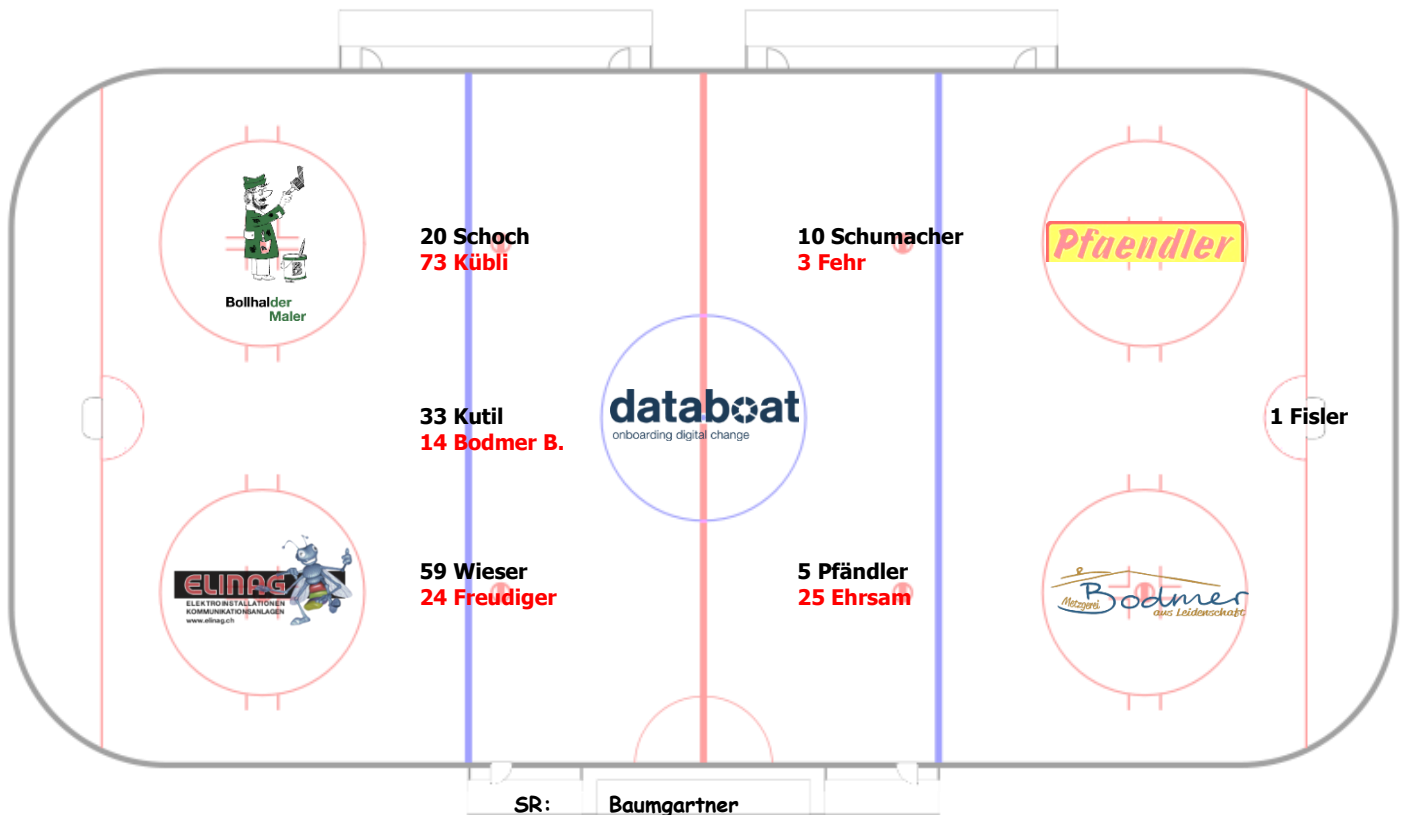 20 Schoch
73 Kübli
10 Schumacher
3 Fehr
Pfaendler
Bollhalder
Maler
33 Kutil
14 Bodmer B.
databoat
onboarding digital change
1 Fisler
59 Wieser
24 Freudiger
5 Pfändler
25 Ehrsam
ELINAG
ELEKTROINSTALLATIONEN
KOMMUNIKATIONSANLAGEN
www.elinag.ch
Metzgerei
Bodmer
aus Leidenschaft
SR: Baumgartner